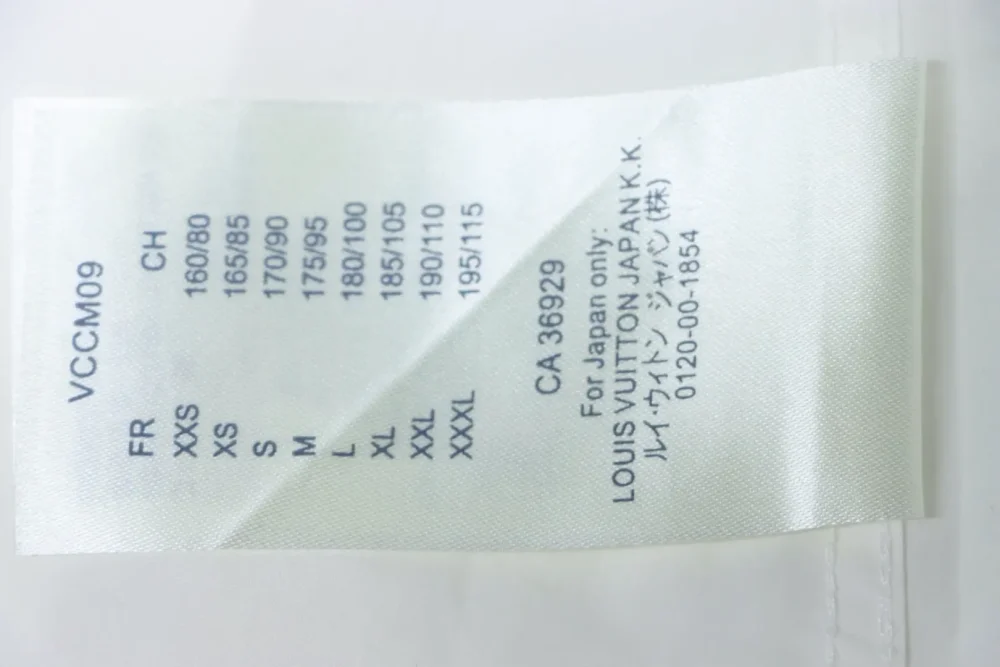 VCCM09
FR CH
XXS 160/80
XS 165/85
S 170/90
M 175/95
L 180/100
XL 185/105
XXL 190/110
XXXL 195/115
CA 36929
For Japan only:
LOUIS VUITTON JAPAN K.K.
ルイ・ウィトン ジャパン(株)
0120-00-1854